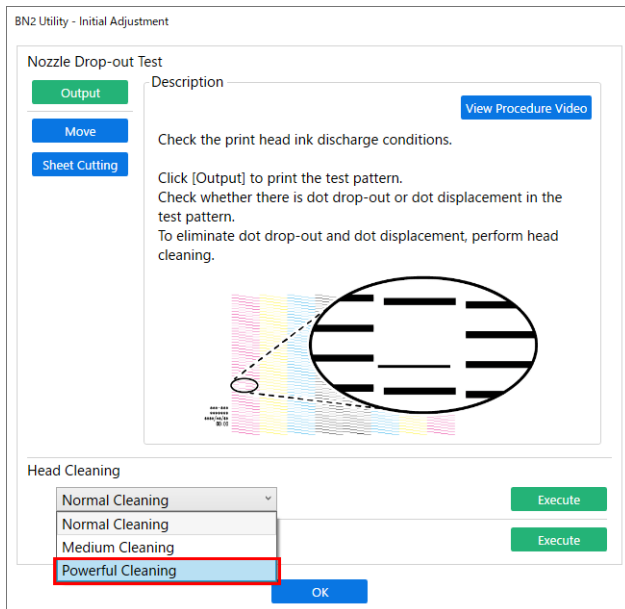 BN2 Utility - Initial Adjustment
Nozzle Drop-out Test
Output
Move
Sheet Cutting
Description
View Procedure Video
Check the print head ink discharge conditions.
Click [Output] to print the test pattern.
Check whether there is dot drop-out or dot displacement in the
test pattern.
To eliminate dot drop-out and dot displacement, perform head
cleaning.
Head Cleaning
Normal Cleaning
Execute
Normal Cleaning
Medium Cleaning
Powerful Cleaning
Execute
OK